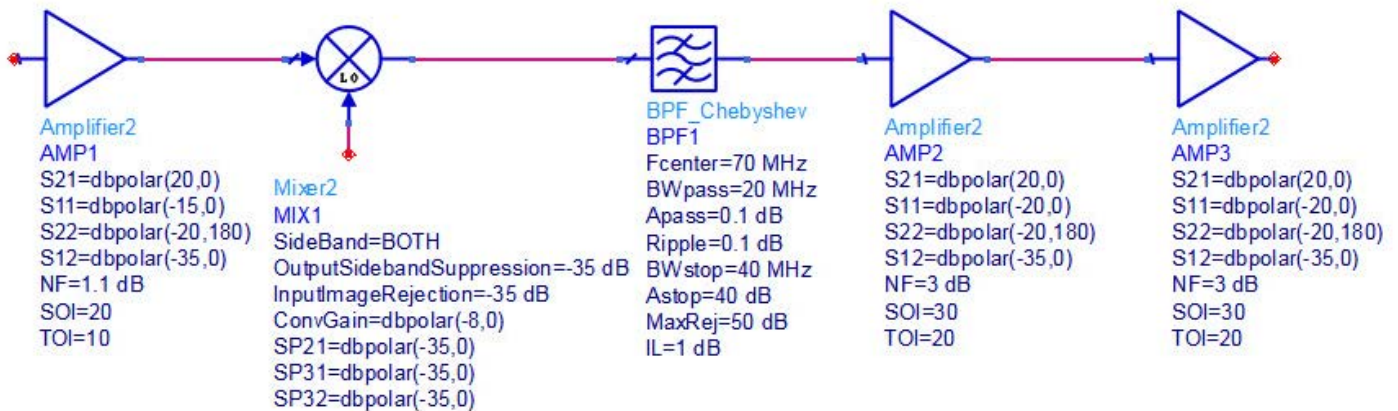 LO
Amplifier2
AMP1
S21=dbpolar(20,0)
S11=dbpolar(-15,0)
S22=dbpolar(-20,180)
S12=dbpolar(-35,0)
NF=1.1 dB
SOI=20
TOI=10
Mixer2
MIX1
SideBand=BOTH
OutputSidebandSuppression=-35 dB
InputImageRejection=-35 dB
ConvGain=dbpolar(-8,0)
SP21=dbpolar(-35,0)
SP31=dbpolar(-35,0)
SP32=dbpolar(-35,0)
BPF_Chebyshev
BPF1
Fcenter=70 MHz
BWpass=20 MHz
Apass=0.1 dB
Ripple=0.1 dB
BWstop=40 MHz
Astop=40 dB
MaxRej=50 dB
IL=1 dB
Amplifier2
AMP2
S21=dbpolar(20,0)
S11=dbpolar(-20,0)
S22=dbpolar(-20,180)
S12=dbpolar(-35,0)
NF=3 dB
SOI=30
TOI=20
Amplifier2
AMP3
S21=dbpolar(20,0)
S11=dbpolar(-20,0)
S22=dbpolar(-20,180)
S12=dbpolar(-35,0)
NF=3 dB
SOI=30
TOI=20